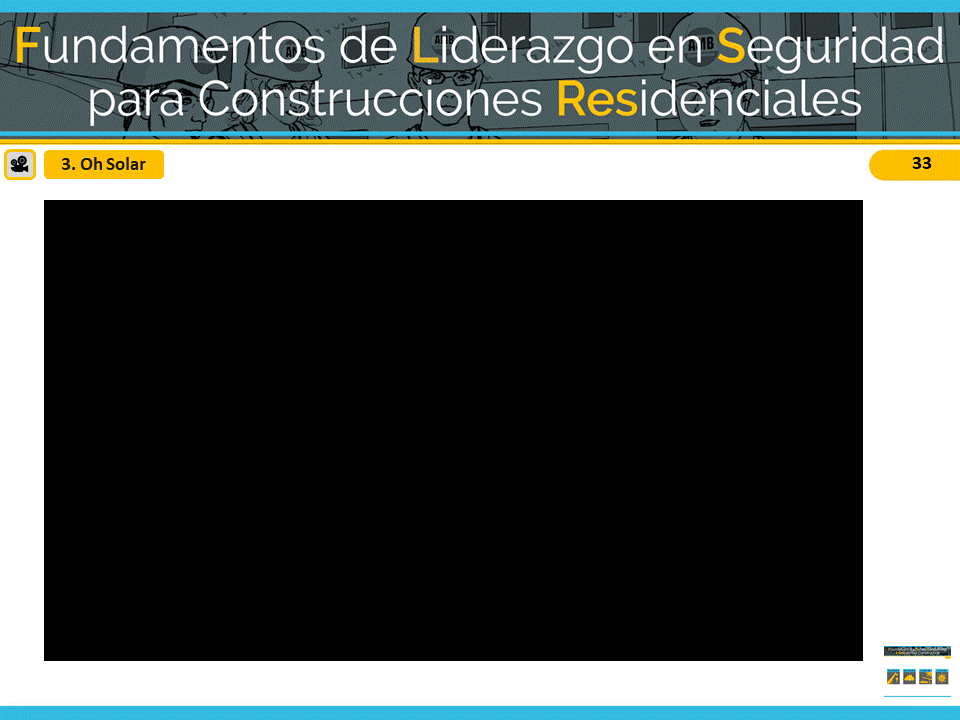 Fundamentos de Liderazgo en Seguridad
para Construcciones Residenciales
3. Oh Solar
33